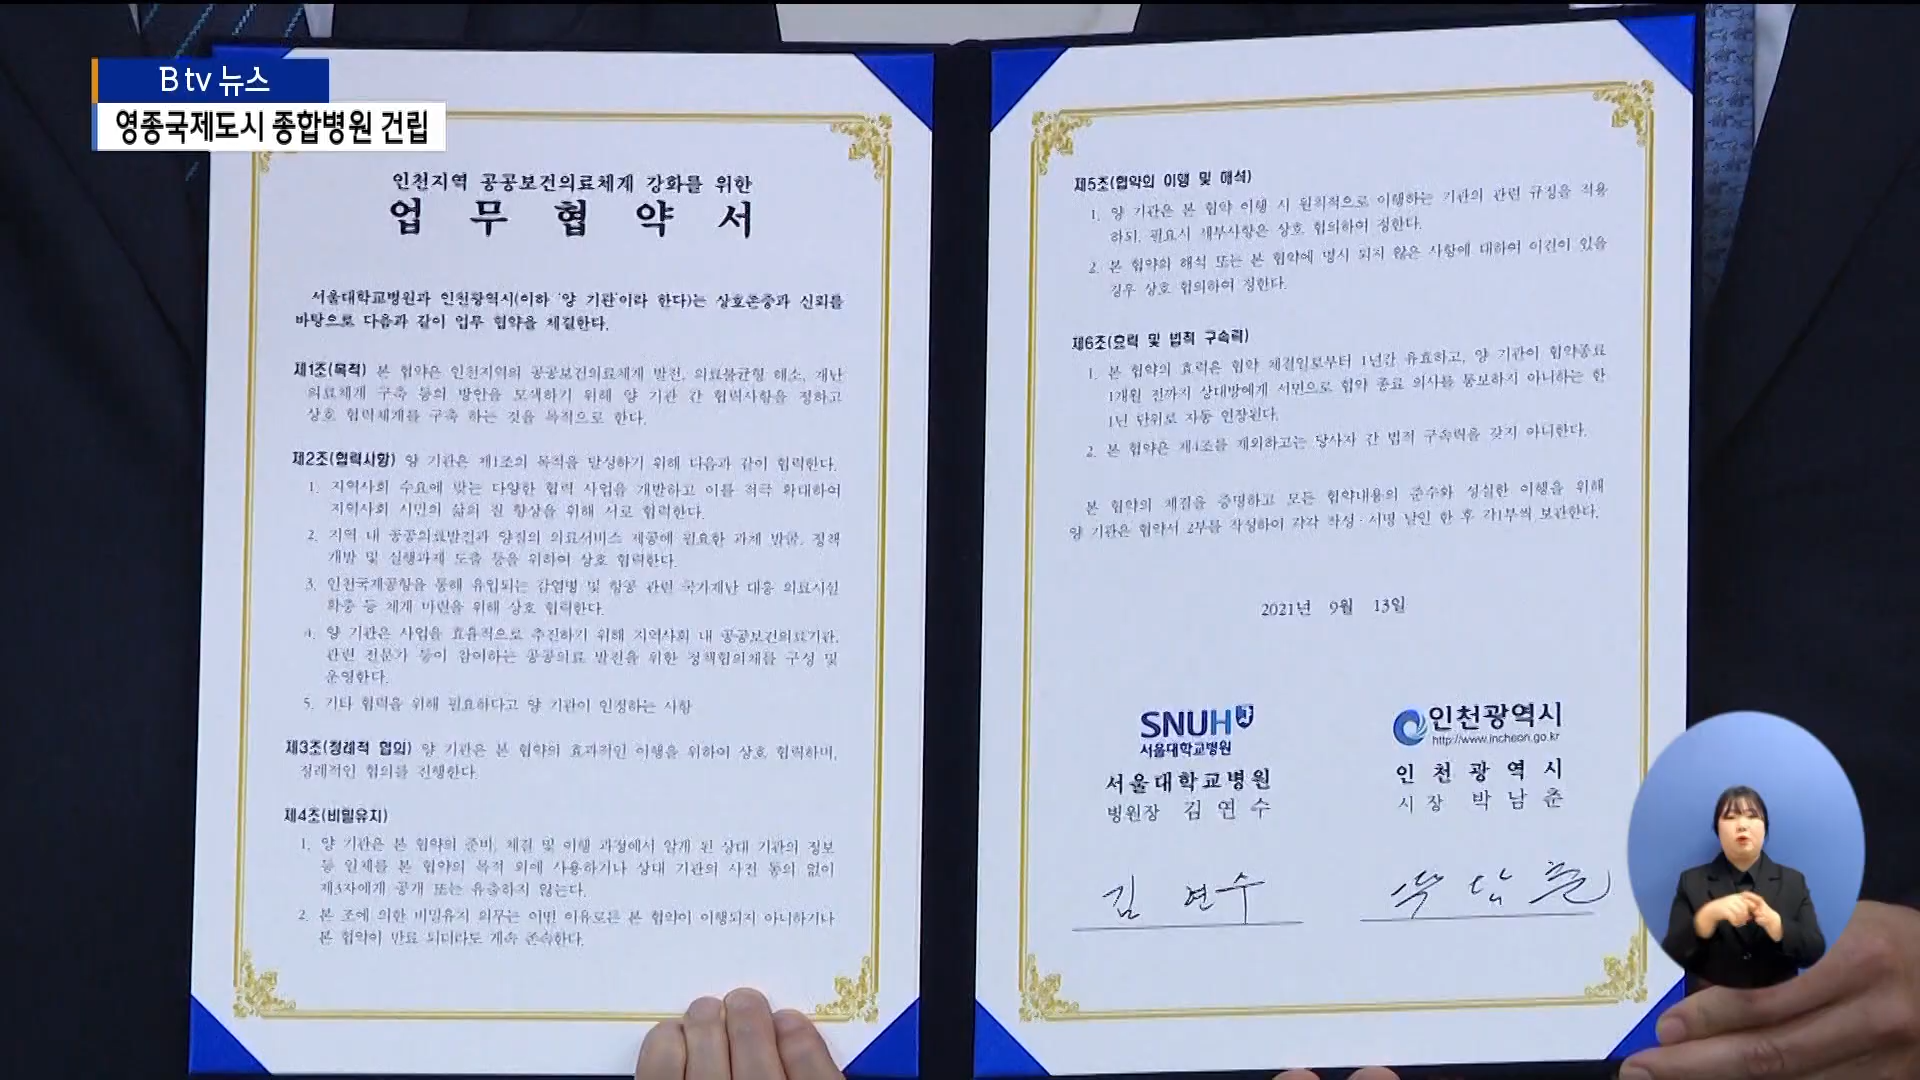 B tv 뉴스
영종국제도시 종합병원 건립
인천지역 공공보건의료체계 강화를 위한
업 무 협 약 서
서울대학교병원과 인천광역시(이하 '양 기관'이라 한다)는 상호존중과 신뢰를
바탕으로 다음과 같이 업무 협약을 체결한다.
제1조(목적) 본 협약은 인천지역의 공공보건의료체계 발전, 의료불균형 해소, 재난
의료체계 구축 등의 방안을 모색하기 위해 양 기관 간 협력사항을 정하고
상호 협력체계를 구축 하는 것을 목적으로 한다.
제2조(협력사항) 양 기관은 제1조의 목적을 달성하기 위해 다음과 같이 협력한다.
1. 지역사회 수요에 맞는 다양한 협력 사업을 개발하고 이를 적극 확대하여
지역사회 시민의 삶의 질 향상을 위해 서로 협력한다.
2. 지역 내 공공의료발전과 양질의 의료서비스 제공에 필요한 과제 발굴, 정책
개발 및 실행과제 도출 등을 위하여 상호 협력한다.
3. 인천국제공항을 통해 유입되는 감염병 및 항공 관련 국가재난 대응 의료시설
확충 등 체계 마련을 위해 상호 협력한다.
4. 양 기관은 사업을 효율적으로 추진하기 위해 지역사회 내 공공보건의료기관,
관련 전문가 등이 참여하는 공공의료 발전을 위한 정책협의체를 구성 및
운영한다.
5. 기타 협력을 위해 필요하다고 양 기관이 인정하는 사항
제3조(정례적 협의) 양 기관은 본 협약의 효과적인 이행을 위하여 상호 협력하며,
정례적인 협의를 진행한다.
제4조(비밀유지)
1. 양 기관은 본 협약의 준비, 체결 및 이행 과정에서 알게 된 상대 기관의 정보
등 일체를 본 협약의 목적 외에 사용하거나 상대 기관의 사전 동의 없이
제3자에게 공개 또는 유출하지 않는다.
2. 본 조에 의한 비밀유지 의무는 어떤 이유로든 본 협약이 이행되지 아니하거나
본 협약이 만료 되더라도 계속 존속한다.
제5조(협약의 이행 및 해석)
1. 양 기관은 본 협약 이행 시 원칙적으로 이행하는 기관의 관련 규정을 적용
하되, 필요시 세부사항은 상호 협의하여 정한다.
2. 본 협약의 해석 또는 본 협약에 명시 되지 않은 사항에 대하여 이견이 있을
경우 상호 협의하여 정한다.
제6조(효력 및 법적 구속력)
1. 본 협약의 효력은 협약 체결일로부터 1년간 유효하고, 양 기관이 협약종료
1개월 전까지 상대방에게 서면으로 협약 종료 의사를 통보하지 아니하는 한
1년 단위로 자동 연장된다.
2. 본 협약은 제4조를 제외하고는 당사자 간 법적 구속력을 갖지 아니한다.
본 협약의 체결을 증명하고 모든 협약내용의 준수와 성실한 이행을 위해
양 기관은 협약서 2부를 작성하여 각각 작성·서명 날인 한 후 각1부씩 보관한다.
2021년 9월 13일
SNUH
서울대학교병원
서울대학교병원
병원장 김 연 수
김 연수
인천광역시
http://www.incheon.go.kr
인 천 광 역 시
시 장 박 남 춘
박 남 춘